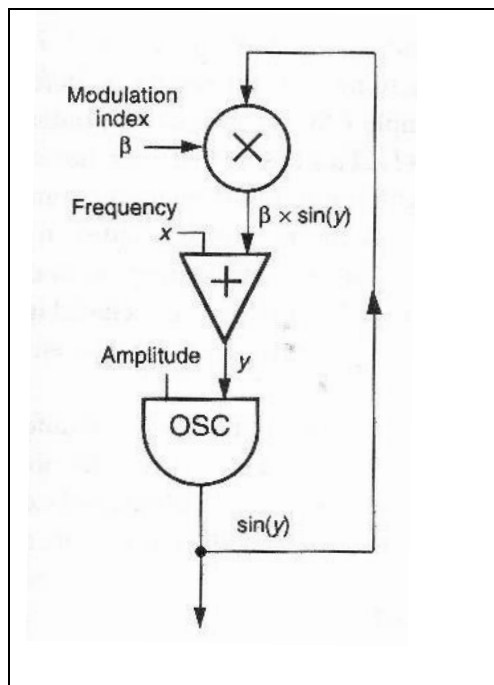 Modulation
index
β
×
β × sin(y)
Frequency
x
+
Amplitude
y
OSC
sin(y)